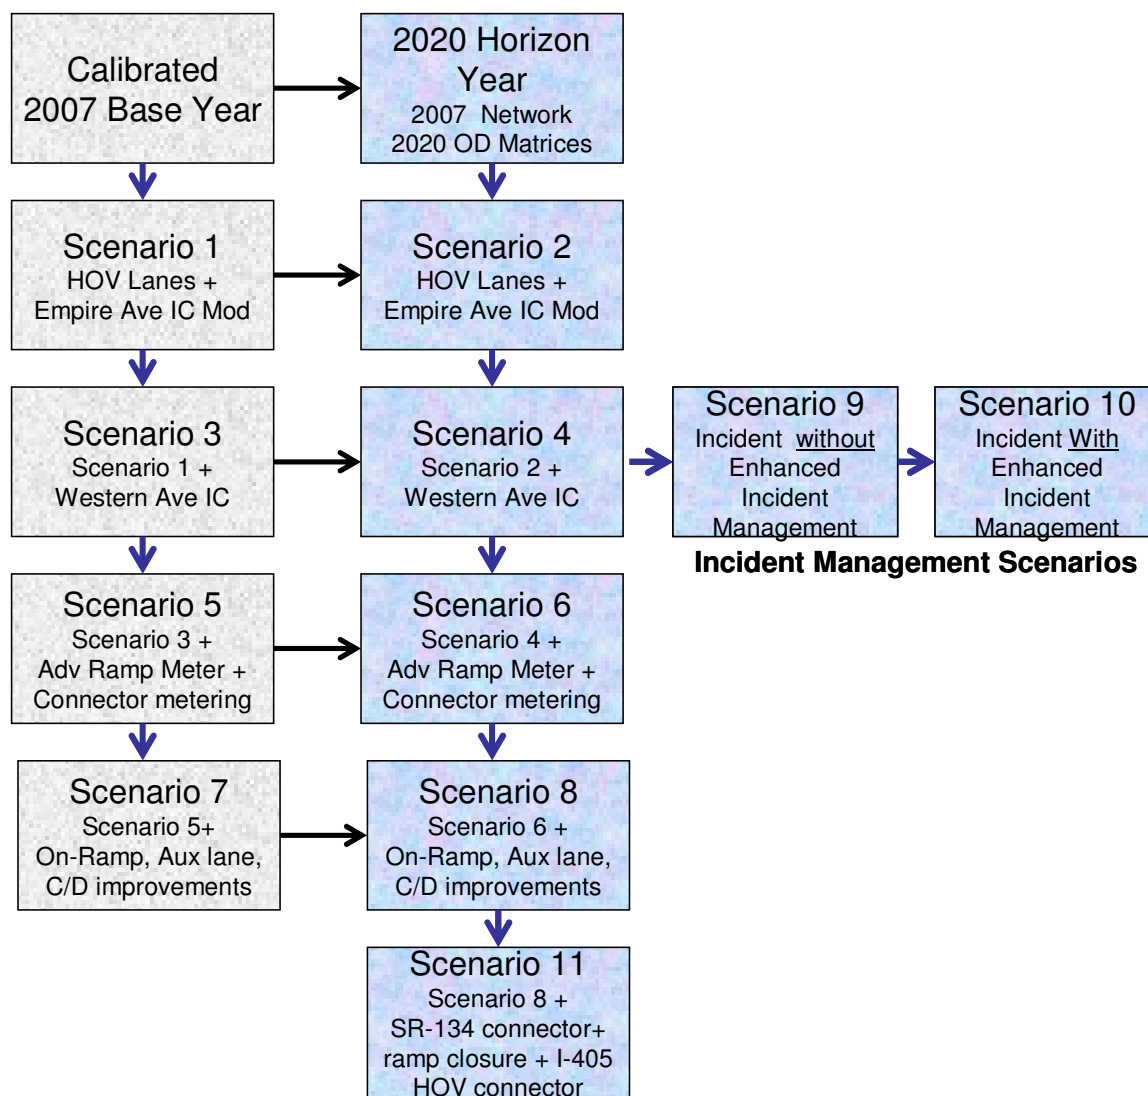 Calibrated
2007 Base Year
2020 Horizon
Year
2007 Network
2020 OD Matrices
Scenario 1
HOV Lanes +
Empire Ave IC Mod
Scenario 2
HOV Lanes +
Empire Ave IC Mod
Scenario 3
Scenario 1 +
Western Ave IC
Scenario 4
Scenario 2 +
Western Ave IC
Scenario 9
Incident without
Enhanced
Incident
Management
Scenario 10
Incident With
Enhanced
Incident
Management
Incident Management Scenarios
Scenario 5
Scenario 3 +
Adv Ramp Meter +
Connector metering
Scenario 6
Scenario 4 +
Adv Ramp Meter +
Connector metering
Scenario 7
Scenario 5+
On-Ramp, Aux lane,
C/D improvements
Scenario 8
Scenario 6 +
On-Ramp, Aux lane,
C/D improvements
Scenario 11
Scenario 8 +
SR-134 connector+
ramp closure + I-405
HOV connector